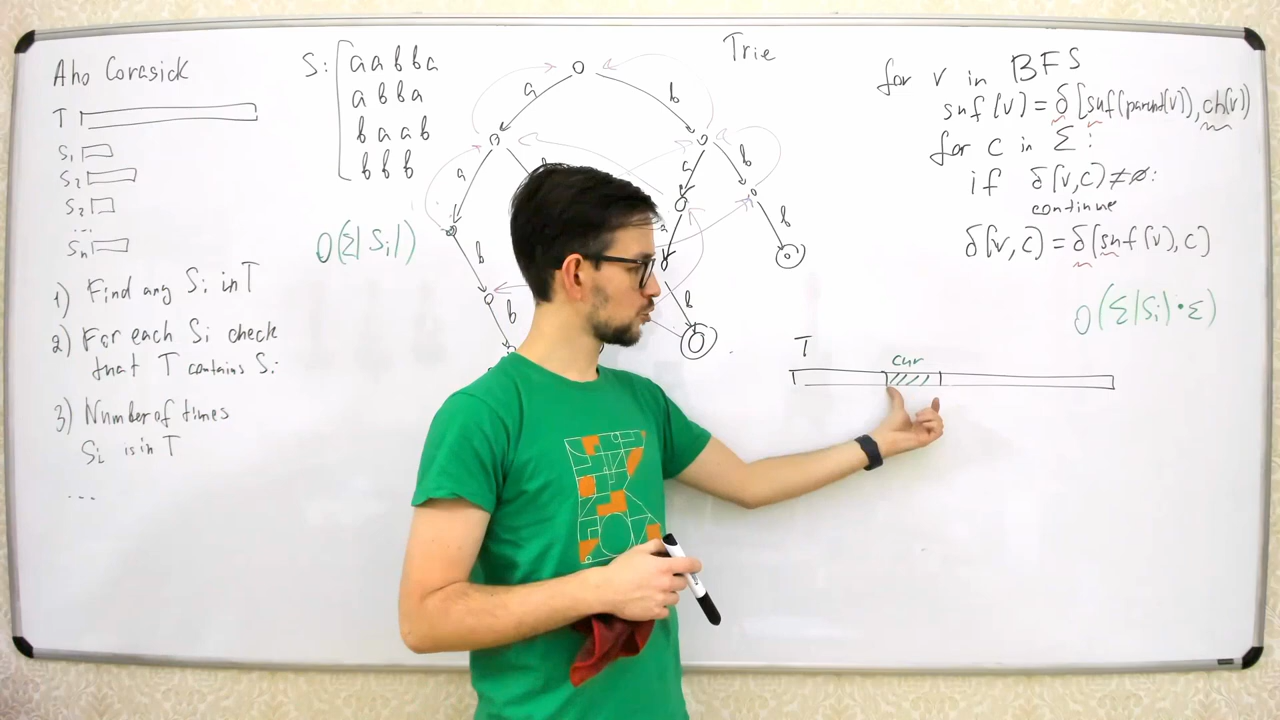 Aho Corasick
T
S1
S2
S2
...
Sn
1) Find any Si in T
2) For each Si check
that T contains Si
3) Number of times
Si is in T
...
S: aabba
abba
baab
bbb
O(Σ|Si|)
Trie
a
b
a
a
b
b
b
b
b
for v in BFS
suf(v) = δ[suf(parent(v)), ch(v)]
for c in Σ:
if δ(v,c) ≠ ∅:
continue
δ(v,c) = δ[suf(v), c]
O(Σ|Si|·Σ)
T
cur